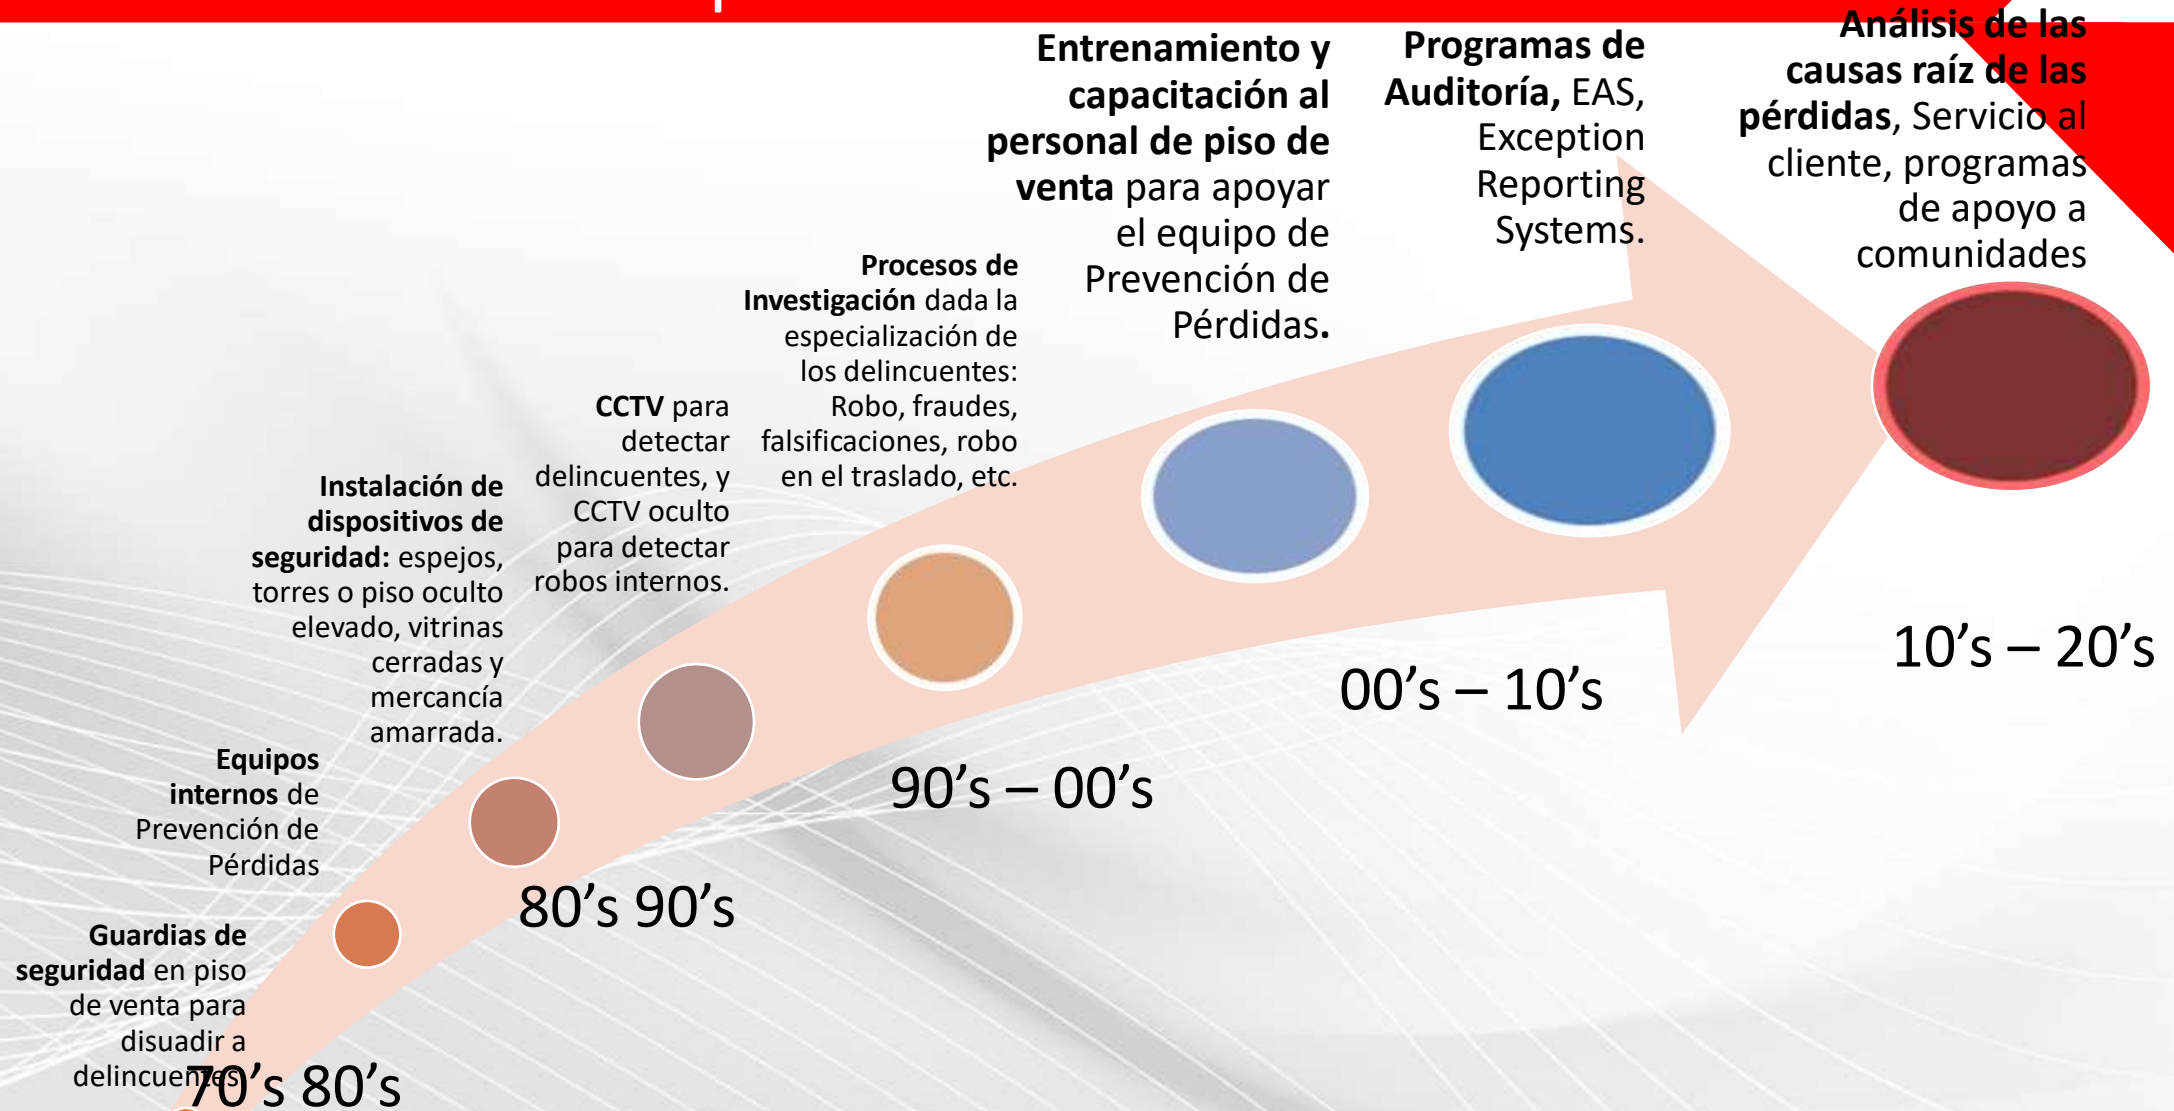 Guardias de
seguridad en piso
de venta para
disuadir a
delincuentes
70’s 80’s
Equipos
internos de
Prevención de
Pérdidas
Instalación de
dispositivos de
seguridad: espejos,
torres o piso oculto
elevado, vitrinas
cerradas y
mercancía
amarrada.
80’s 90’s
CCTV para
detectar
delincuentes, y
CCTV oculto
para detectar
robos internos.
Procesos de
Investigación dada la
especialización de
los delincuentes:
Robo, fraudes,
falsificaciones, robo
en el traslado, etc.
90’s – 00’s
Entrenamiento y
capacitación al
personal de piso de
venta para apoyar
el equipo de
Prevención de
Pérdidas.
Programas de
Auditoría, EAS,
Exception
Reporting
Systems.
00’s – 10’s
Análisis de las
causas raíz de las
pérdidas, Servicio al
cliente, programas
de apoyo a
comunidades
10’s – 20’s